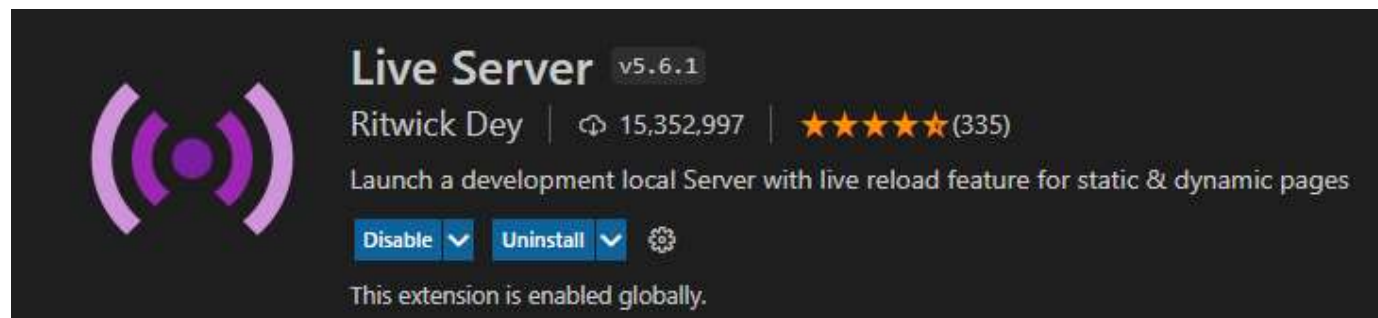 Live Server v5.6.1
Ritwick Dey 15,352,997 (335)
Launch a development local Server with live reload feature for static & dynamic pages
Disable Uninstall
This extension is enabled globally.